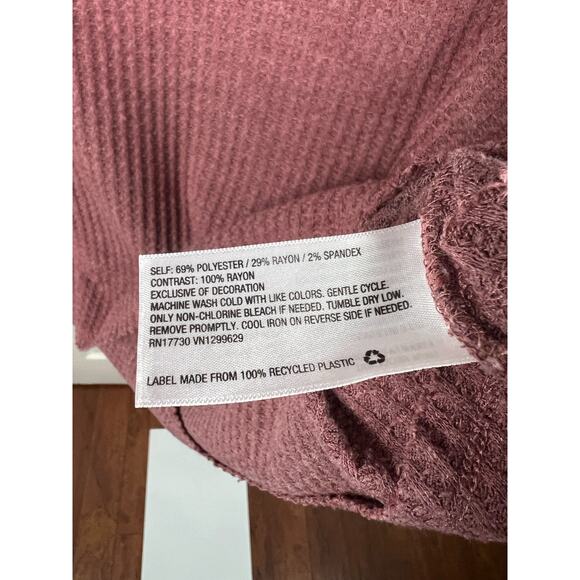 SELF: 69% POLYESTER / 29% RAYON / 2% SPANDEX
CONTRAST: 100% RAYON
EXCLUSIVE OF DECORATION
MACHINE WASH COLD WITH LIKE COLORS. GENTLE CYCLE.
ONLY NON-CHLORINE BLEACH IF NEEDED. TUMBLE DRY LOW.
REMOVE PROMPTLY. COOL IRON ON REVERSE SIDE IF NEEDED.
RN17730 VN1299629
LABEL MADE FROM 100% RECYCLED PLASTIC